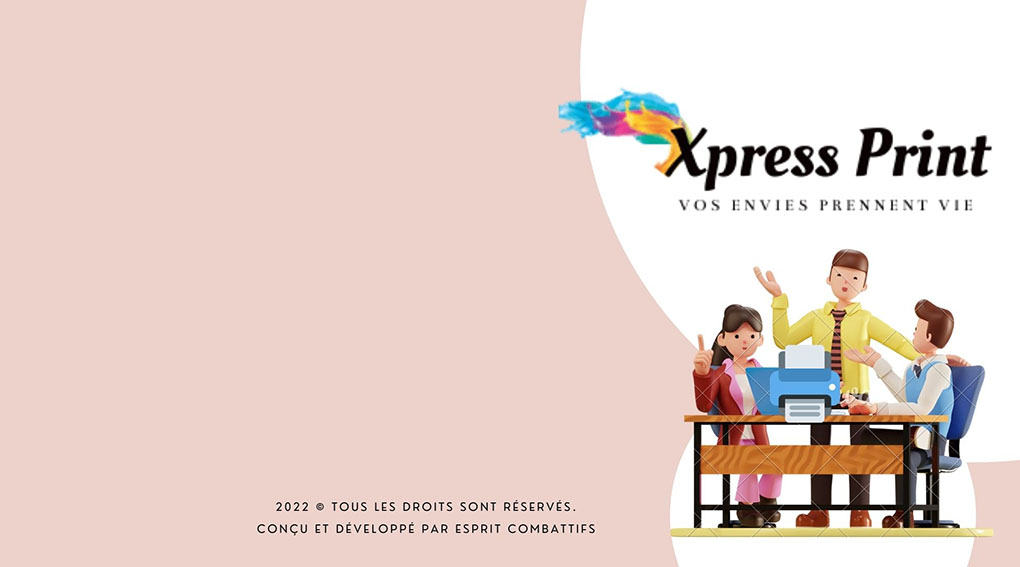 Xpress Print
VOS ENVIES PRENNENT VIE
2022 © TOUS LES DROITS SONT RÉSERVÉS.
CONÇU ET DÉVELOPPÉ PAR ESPRIT COMBATTIFS